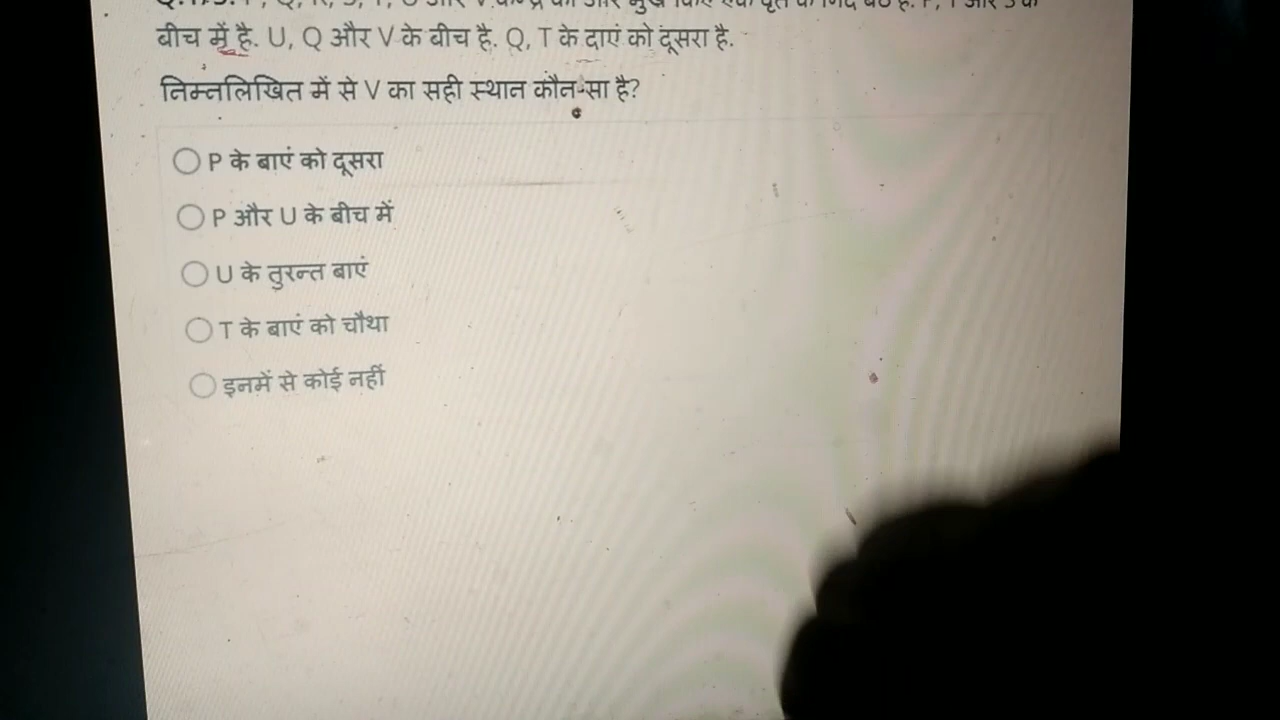 बीच में है. U, Q और V के बीच है. Q, T के दाएं को दूसरा है.
निम्नलिखित में से V का सही स्थान कौन-सा है?
P के बाएं को दूसरा
P और U के बीच में
U के तुरन्त बाएं
T के बाएं को चौथा
इनमें से कोई नहीं